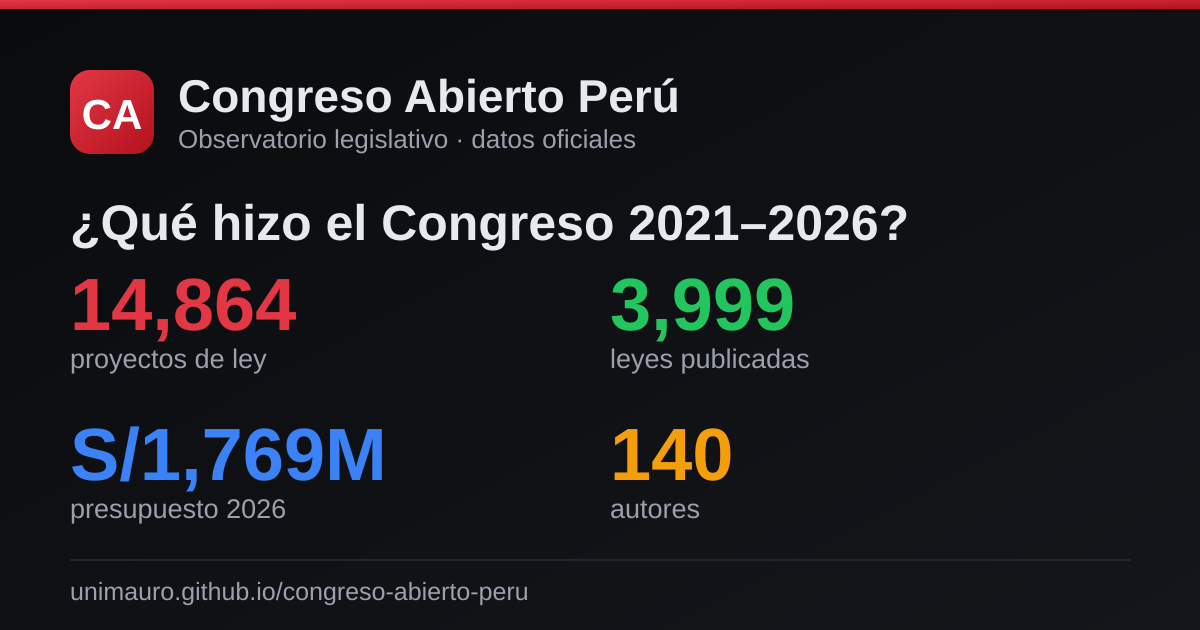 CA
Congreso Abierto Perú
Observatorio legislativo · datos oficiales
¿Qué hizo el Congreso 2021–2026?
14,864
proyectos de ley
3,999
leyes publicadas
S/1,769M
presupuesto 2026
140
autores
unimauro.github.io/congreso-abierto-peru